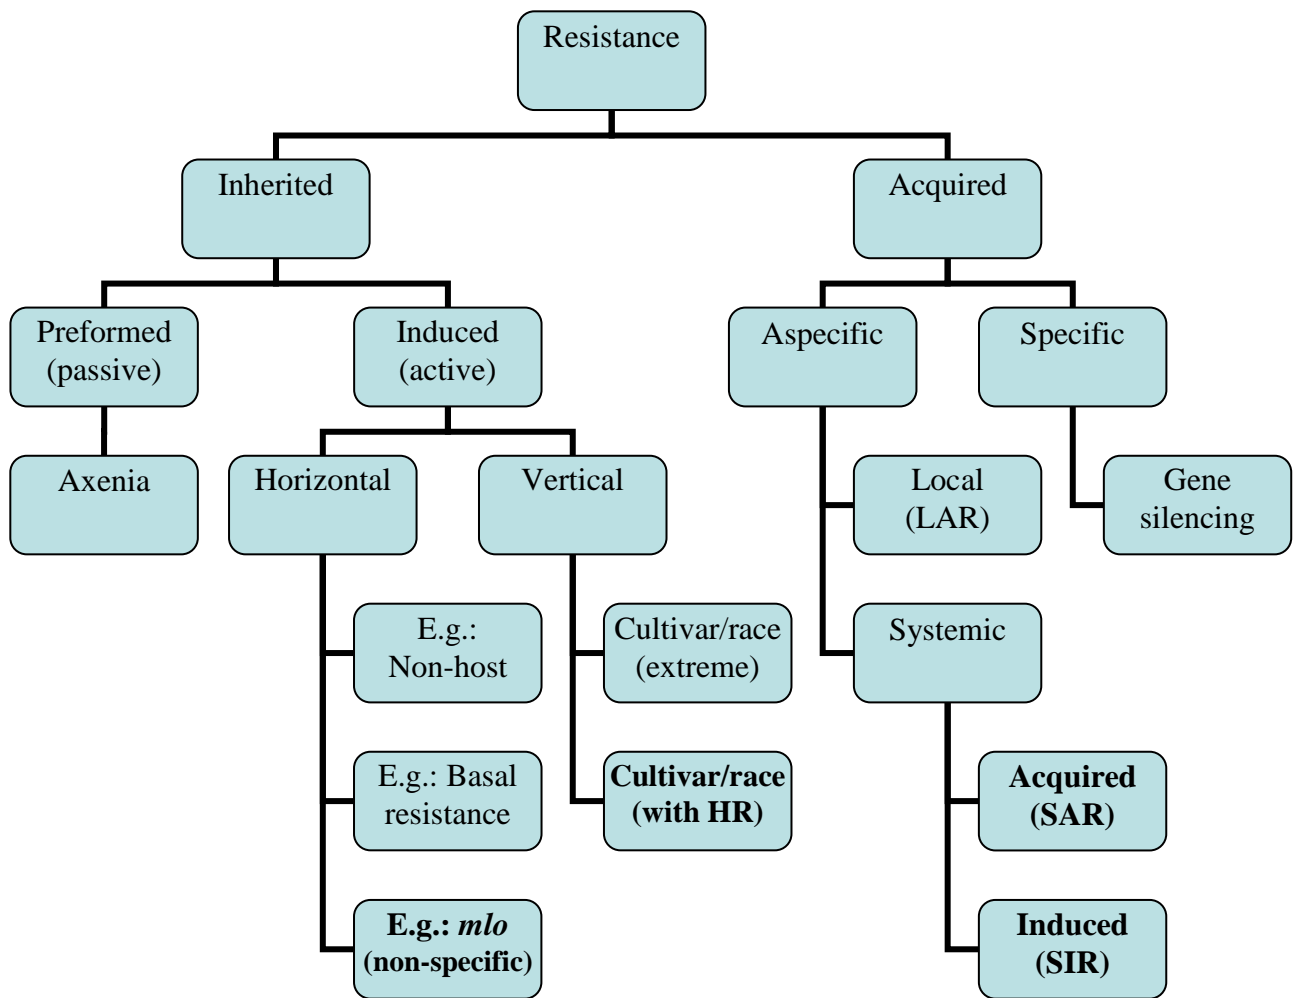 Resistance
Inherited
Acquired
Preformed
(passive)
Induced
(active)
Aspecific
Specific
Axenia
Horizontal
Vertical
Local
(LAR)
Gene
silencing
E.g.:
Non-host
Cultivar/race
(extreme)
Systemic
E.g.: Basal
resistance
Cultivar/race
(with HR)
Acquired
(SAR)
E.g.: mlo
(non-specific)
Induced
(SIR)